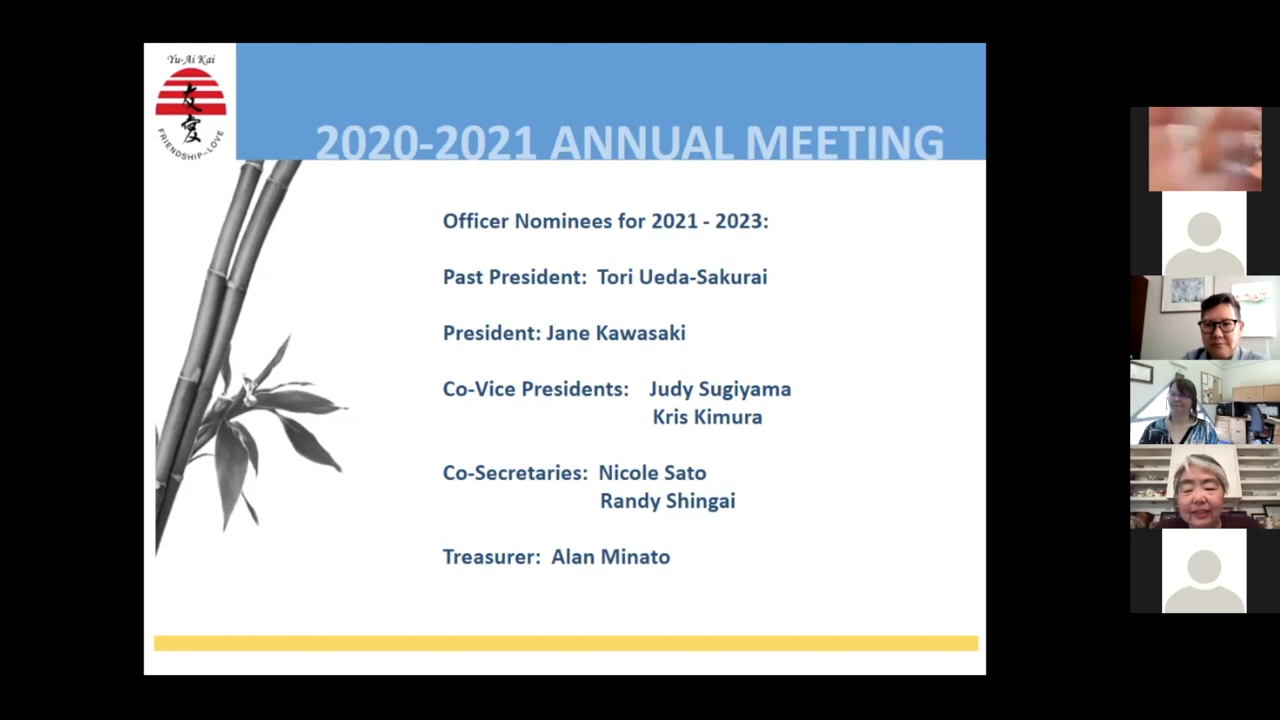 Yu-Ai Kai
友愛
FRIENDSHIP-LOVE
2020-2021 ANNUAL MEETING
Officer Nominees for 2021 - 2023:
Past President: Tori Ueda-Sakurai
President: Jane Kawasaki
Co-Vice Presidents: Judy Sugiyama
Kris Kimura
Co-Secretaries: Nicole Sato
Randy Shingai
Treasurer: Alan Minato